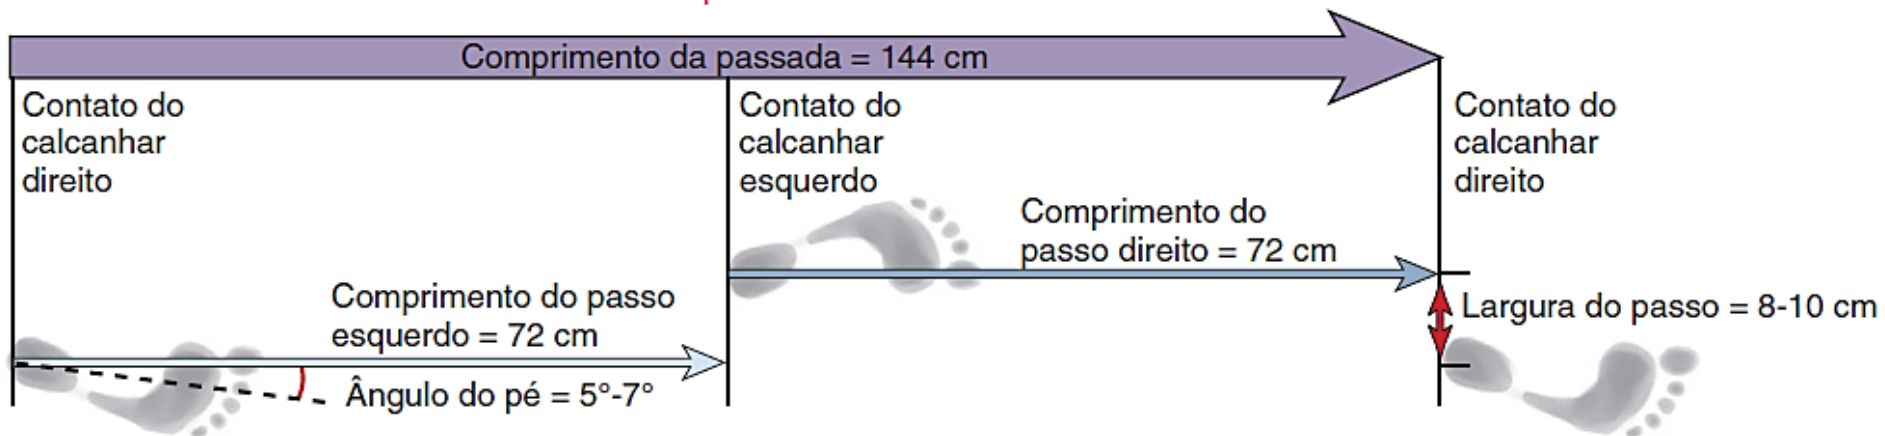 Comprimento da passada = 144 cm
Contato do
calcanhar
direito
Contato do
calcanhar
esquerdo
Contato do
calcanhar
direito
Comprimento do
passo direito = 72 cm
Comprimento do passo
esquerdo = 72 cm
Largura do passo = 8-10 cm
Ângulo do pé = 5°-7°